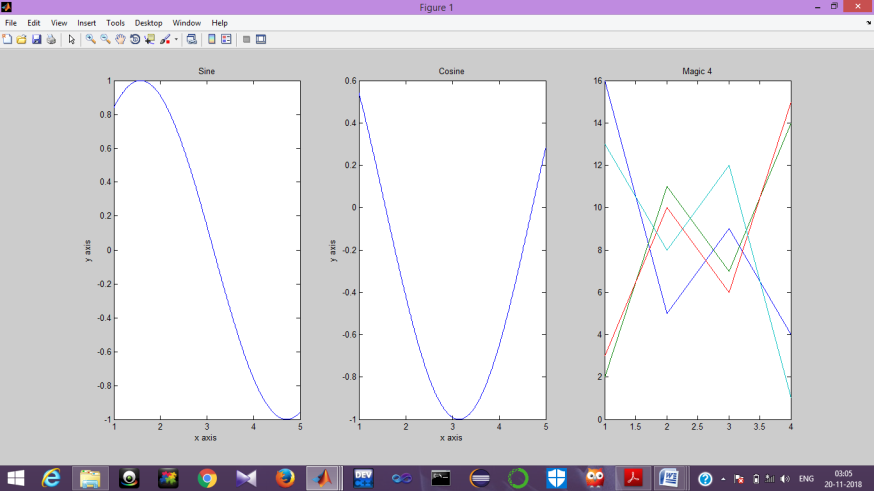 Figure 1
File Edit View Insert Tools Desktop Window Help
Sine
1
0.8
0.6
0.4
0.2
0
-0.2
-0.4
-0.6
-0.8
-1
y axis
1 2 3 4 5
x axis
Cosine
0.6
0.4
0.2
0
-0.2
-0.4
-0.6
-0.8
-1
y axis
1 2 3 4 5
x axis
Magic 4
16
14
12
10
8
6
4
2
0
1 1.5 2 2.5 3 3.5 4
DEV
ENG
03:05
20-11-2018